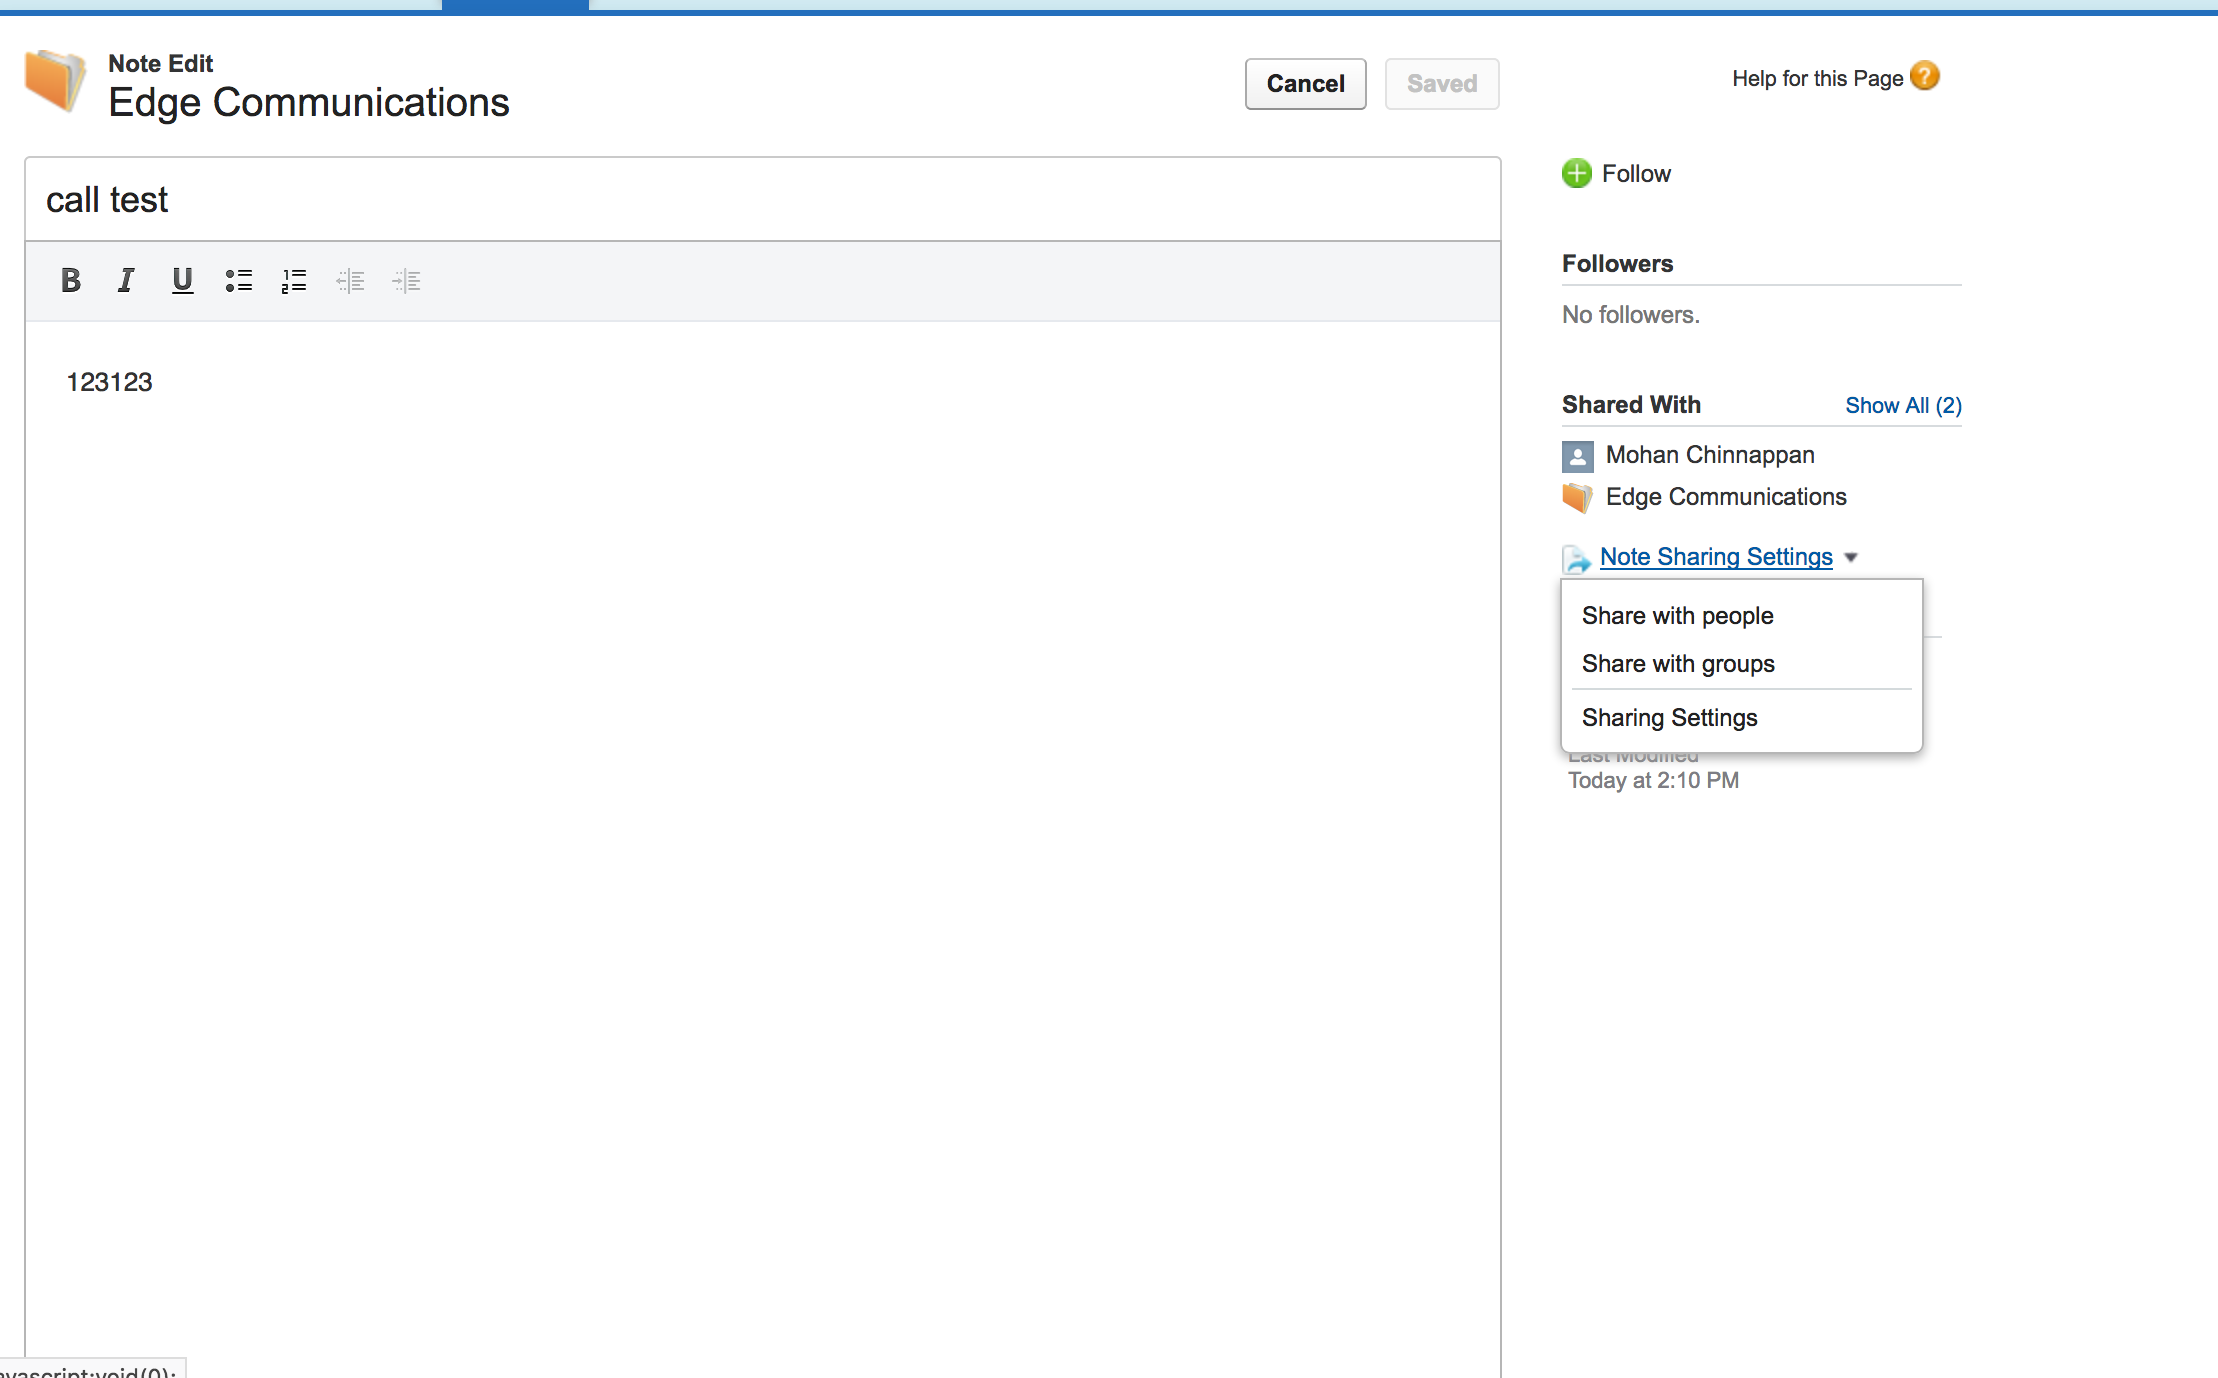 Note Edit
Edge Communications
Cancel
Saved
Help for this Page ?
call test
B I U
123123
Follow
Followers
No followers.
Shared With
Show All (2)
Mohan Chinnappan
Edge Communications
Note Sharing Settings
Share with people
Share with groups
Sharing Settings
Last Modified
Today at 2:10 PM
avascript:void(0);